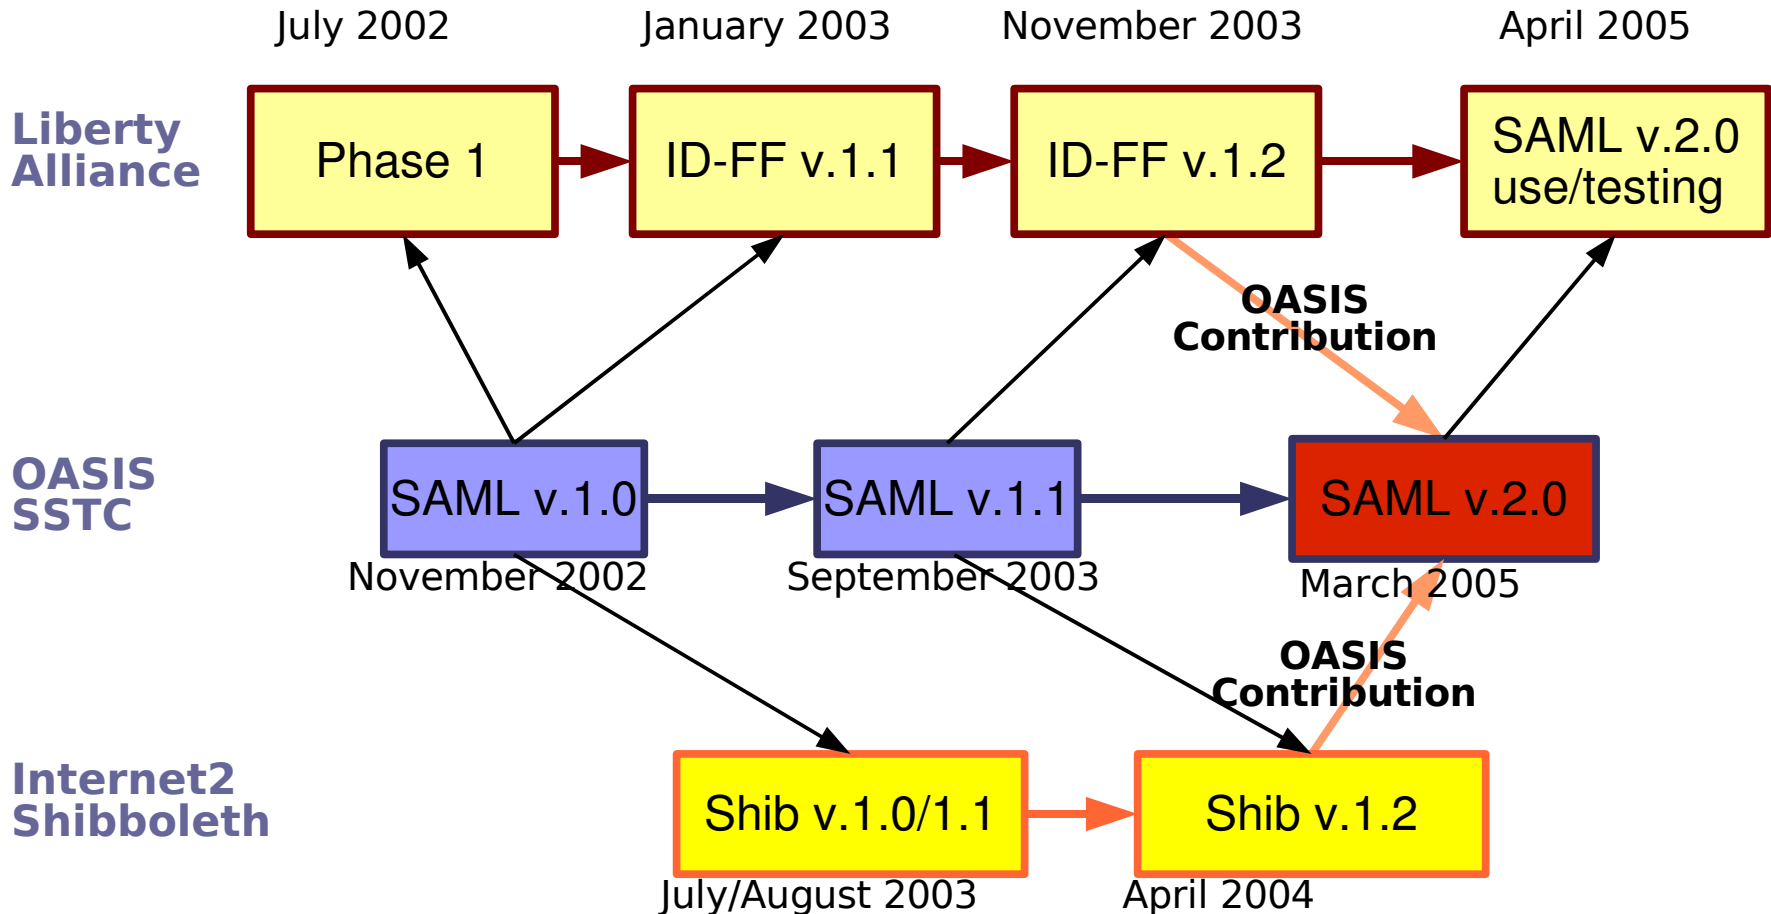 July 2002
January 2003
November 2003
April 2005
Liberty
Alliance
Phase 1
ID-FF v.1.1
ID-FF v.1.2
SAML v.2.0
use/testing
OASIS
Contribution
OASIS
SSTC
SAML v.1.0
SAML v.1.1
SAML v.2.0
November 2002
September 2003
March 2005
OASIS
Contribution
Internet2
Shibboleth
Shib v.1.0/1.1
Shib v.1.2
July/August 2003
April 2004